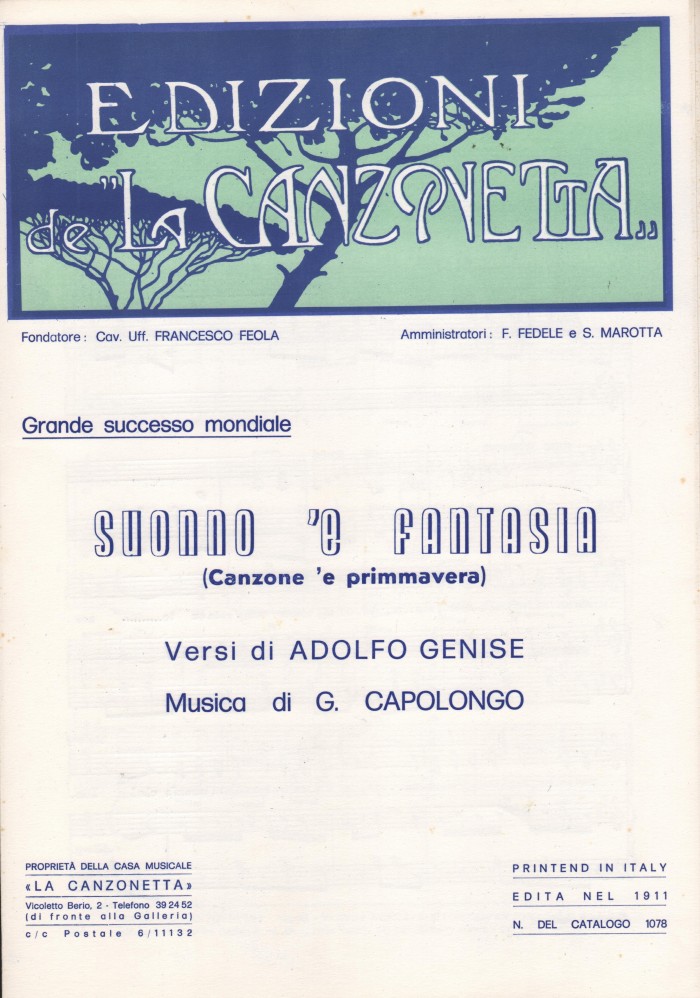 EDIZIONI
de "LA CANZONETTA"
Fondatore: Cav. Uff. FRANCESCO FEOLA
Amministratori: F. FEDELE e S. MAROTTA
Grande successo mondiale
SUONNO 'e FANTASIA
(Canzone 'e primmavera)
Versi di ADOLFO GENISE
Musica di G. CAPOLONGO
PROPRIETÀ DELLA CASA MUSICALE
«LA CANZONETTA»
Vicoletto Berio, 2 - Telefono 39 24 52
(di fronte alla Galleria)
c/c Postale 6/11132
PRINTEND IN ITALY
EDITA NEL 1911
N. DEL CATALOGO 1078